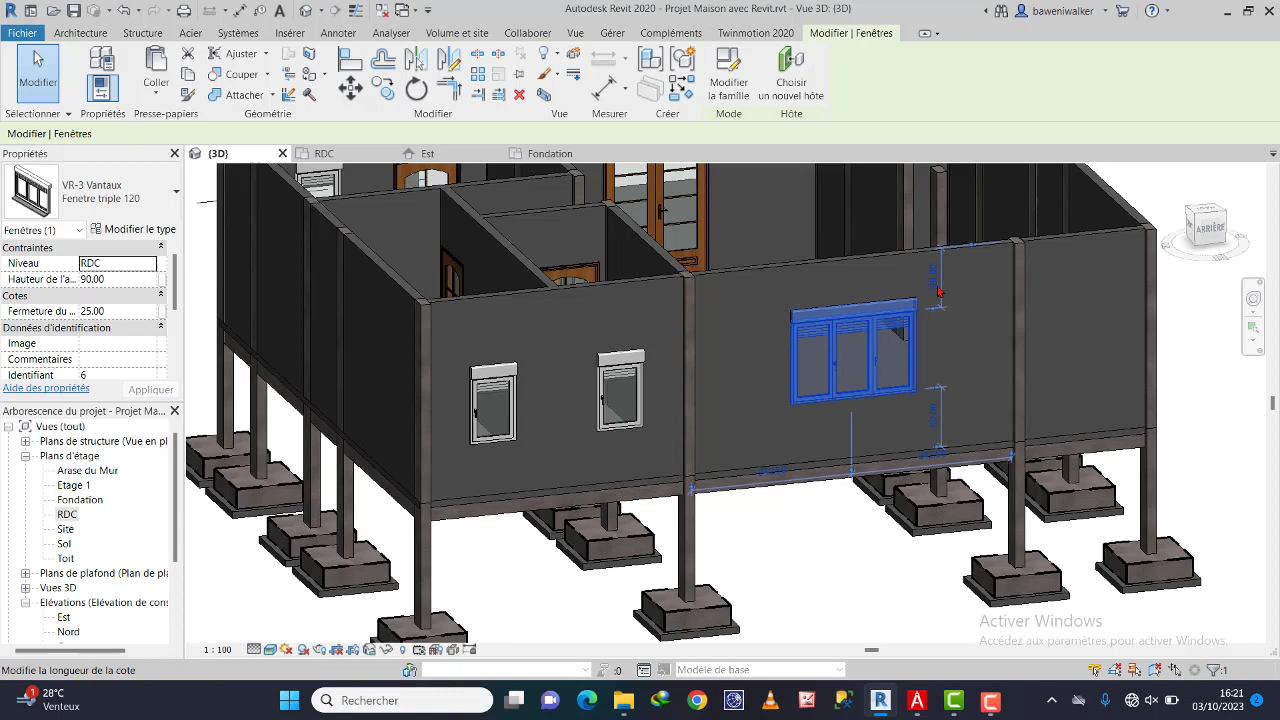 Autodesk Revit 2020 - Projet Maison avec Revit.rvt - Vue 3D: {3D}
baweniwalker
Fichier Architecture Structure Acier Systèmes Insérer Annoter Analyser Volume et site Collaborer Vue Gérer Compléments Twinmotion 2020 Modifier | Fenêtres
Modifier
Coller
Ajuster
Couper
Attacher
Modifier la famille
Choisir un nouvel hôte
Sélectionner Propriétés Presse-papiers Géométrie Modifier Vue Mesurer Créer Mode Hôte
Modifier | Fenêtres
Propriétés
{3D} RDC Est Fondation
VR-3 Vantaux
Fenetre triple 120
Fenêtres (1) Modifier le type
Contraintes
Niveau RDC
Hauteur de l'a... 90.00
Cotes
Fermeture du ... 25.00
Données d'identification
Image
Commentaires
Identifiant 6
Aide des propriétés Appliquer
Arborescence du projet - Projet Ma...
Vues (tout)
Plans de structure (Vue en p
Plans d'étage
Arase du Mur
Etage 1
Fondation
RDC
Site
Sol
Toit
Plans de plafond (Plan de pla
Vues 3D
Elévations (Elévation de cons
Est
Nord
ARRIÈRE
Activer Windows
Accédez aux paramètres pour activer Windows.
1 : 100
Modifie la longueur de la cote
:0
Modèle de base
:1
1
28°C
Venteux
Rechercher
16:21
03/10/2023
2